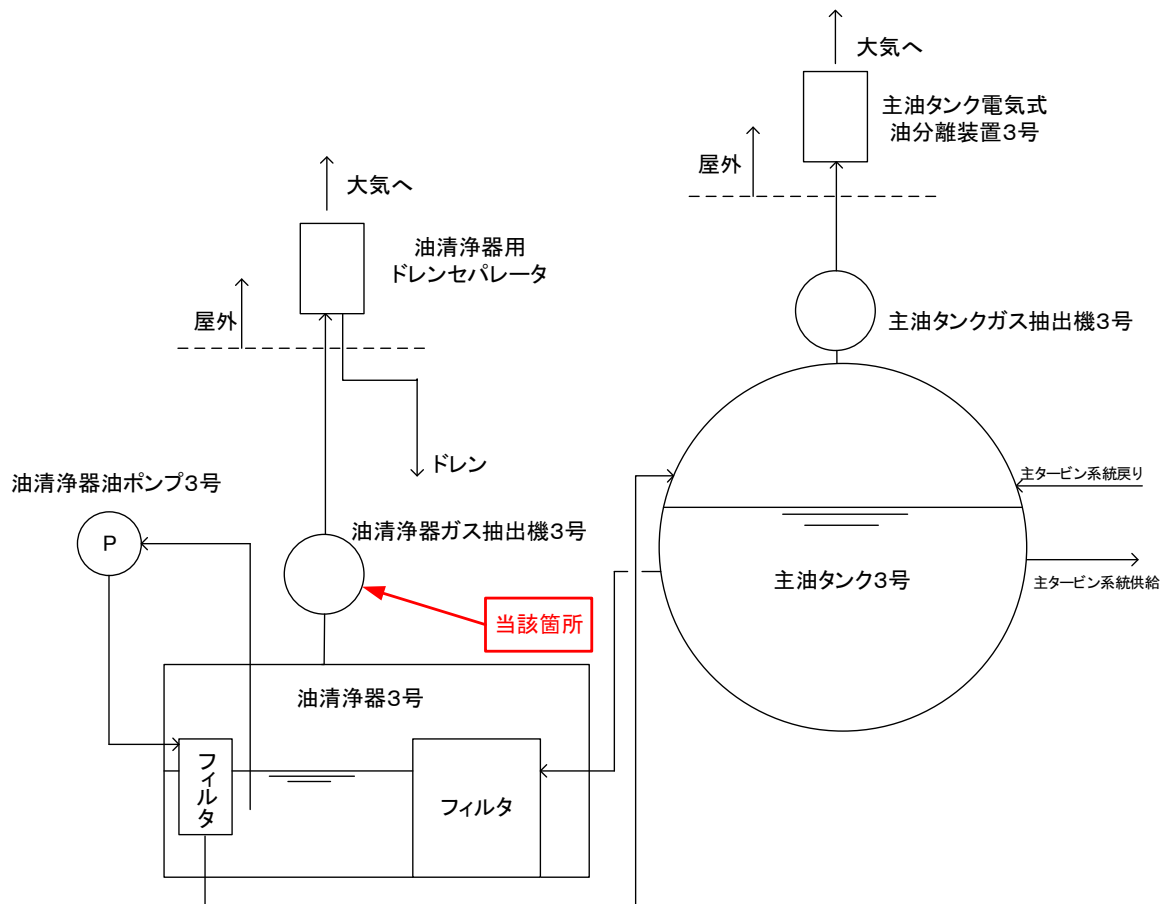 大気へ
主油タンク電気式
油分離装置3号
屋外
大気へ
油清浄器用
ドレンセパレータ
屋外
主油タンクガス抽出機3号
ドレン
主タービン系統戻り
油清浄器油ポンプ3号
油清浄器ガス抽出機3号
P
主油タンク3号
主タービン系統供給
当該箇所
油清浄器3号
フィルタ
フィルタ